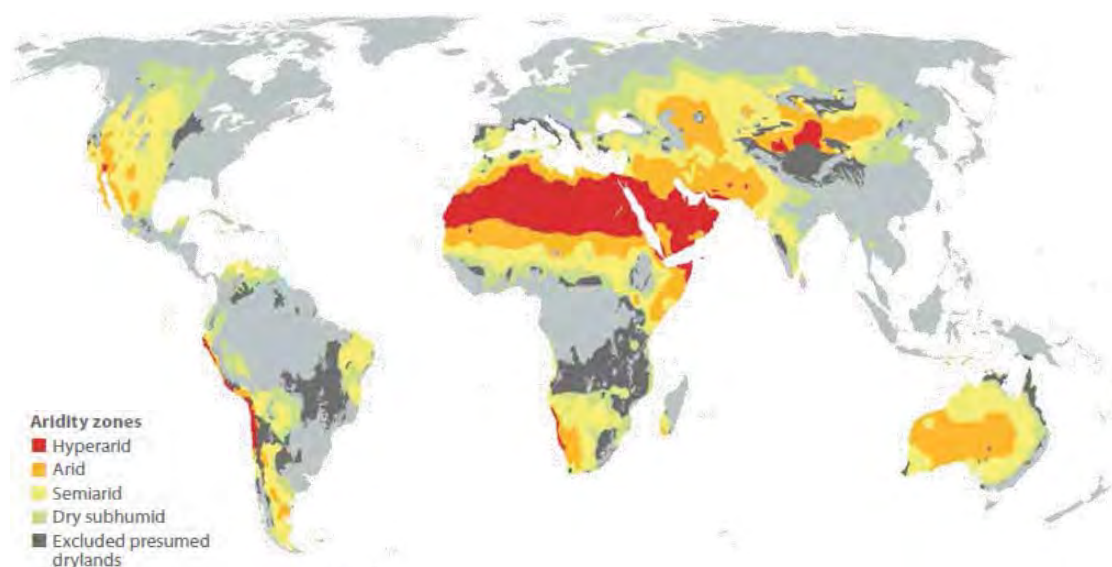 Aridity zones
Hyperarid
Arid
Semiarid
Dry subhumid
Excluded presumed
drylands